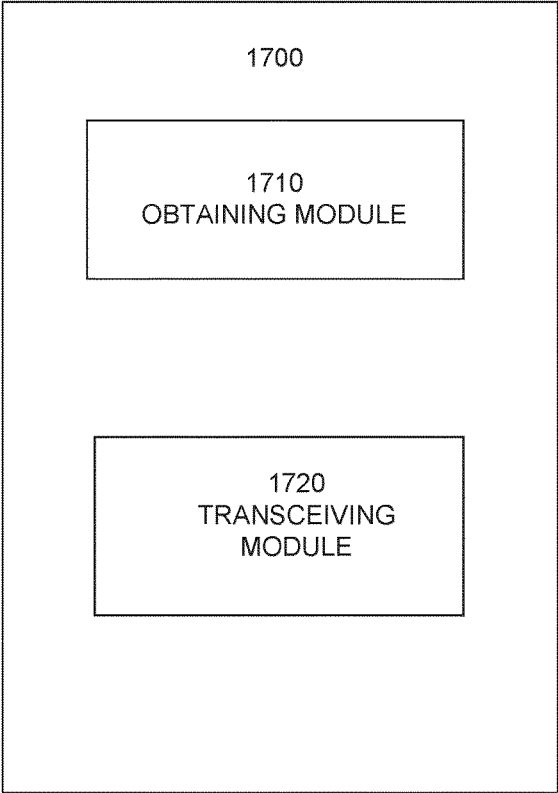 1700
1710
OBTAINING MODULE
1720
TRANSCEIVING
MODULE